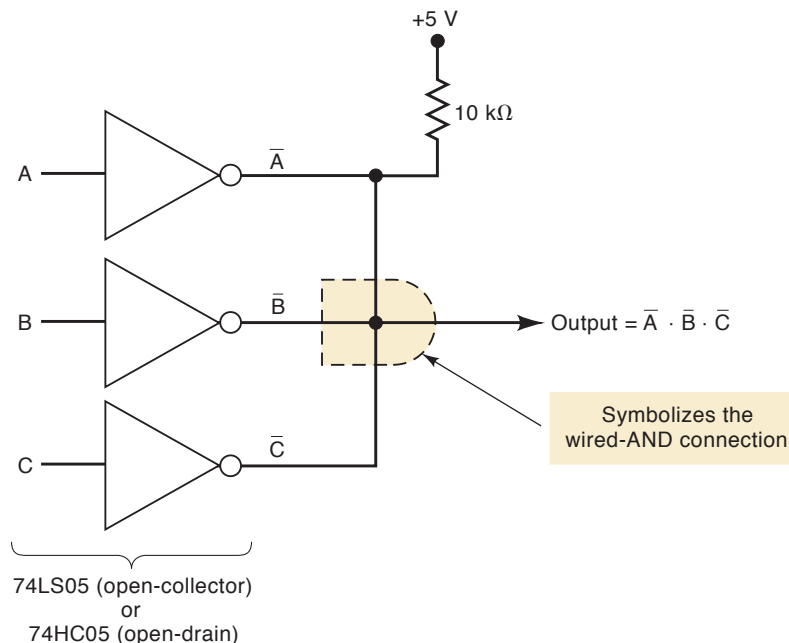 +5 V
10 kΩ
A
A̅
B
B̅
Output = A̅ · B̅ · C̅
C
C̅
Symbolizes the
wired-AND connection
74LS05 (open-collector)
or
74HC05 (open-drain)